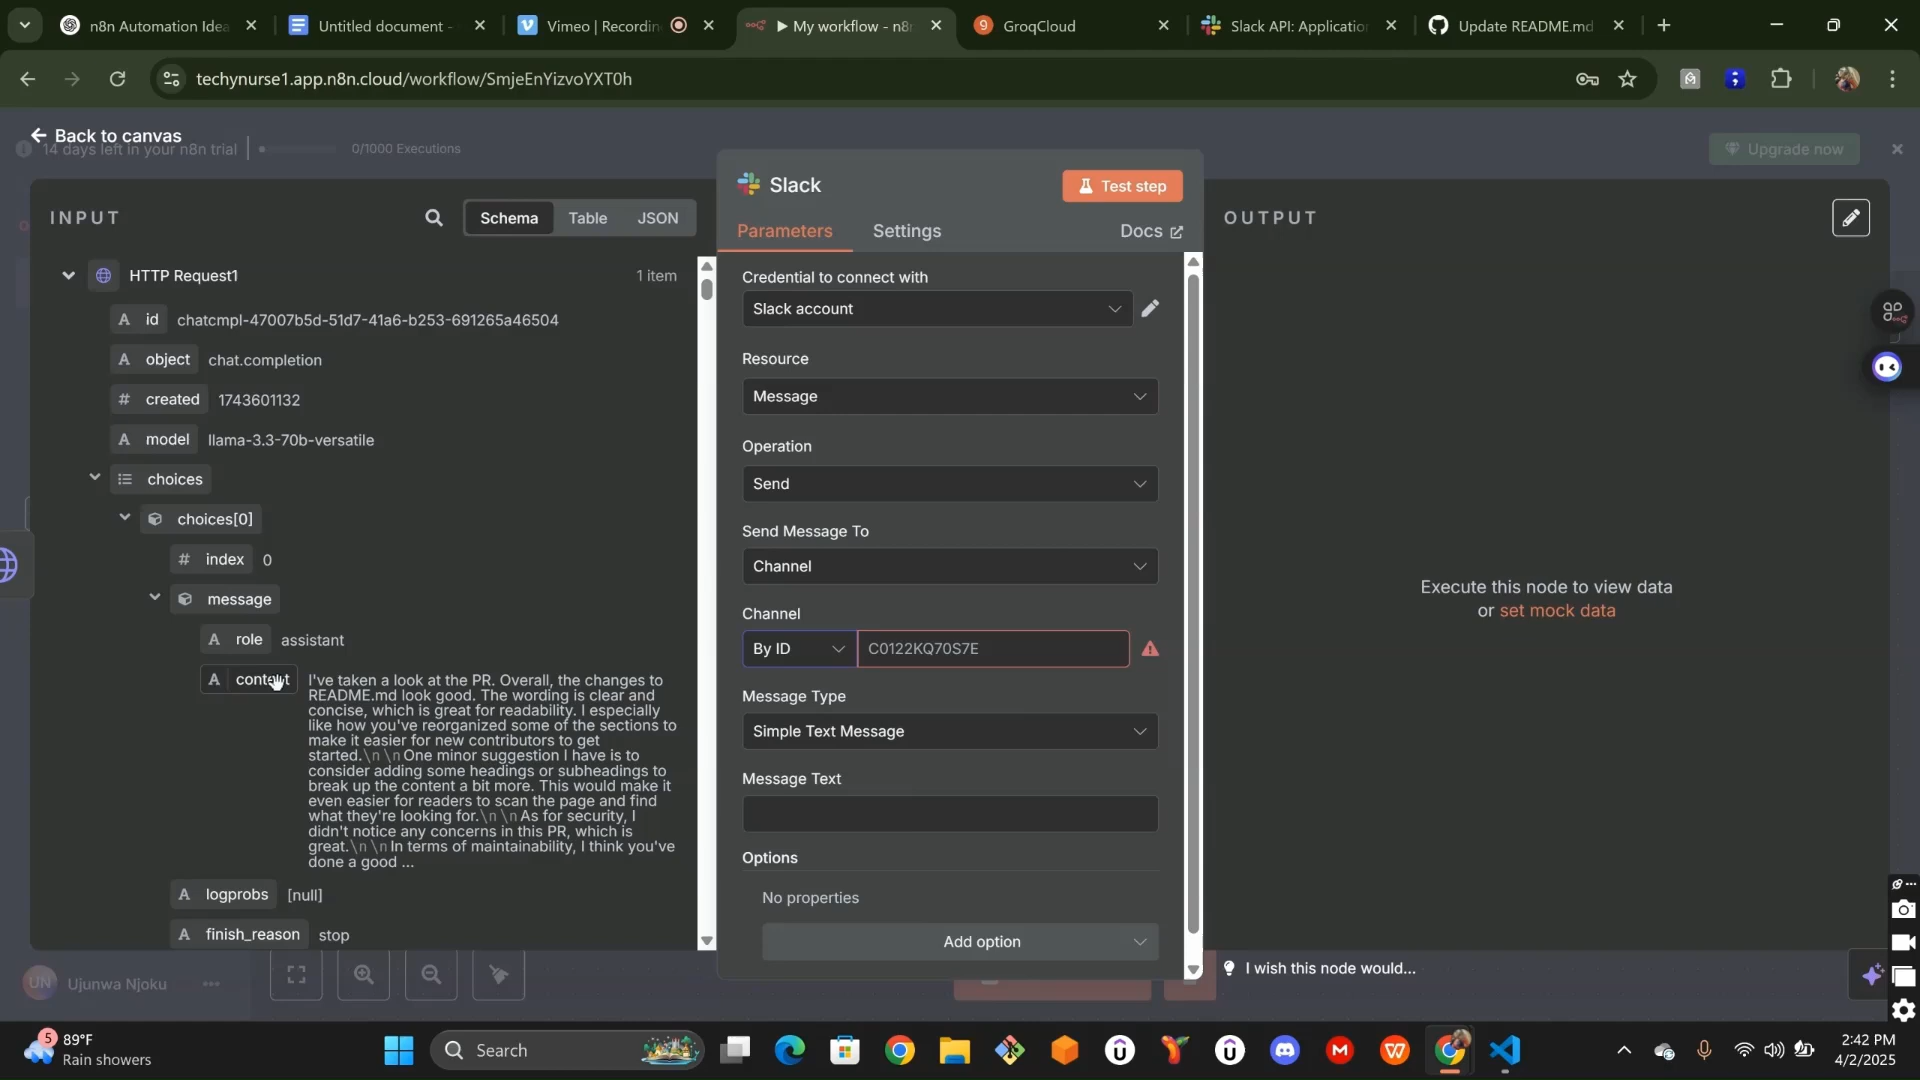 n8n Automation Idea
Untitled document -
Vimeo | Recordin
▶ My workflow - n8n
GroqCloud
Slack API: Application
Update README.md
techynurse1.app.n8n.cloud/workflow/SmjeEnYizvoYXT0h
Back to canvas
14 days left in your n8n trial
0/1000 Executions
Upgrade now
INPUT
Schema
Table
JSON
HTTP Request1
1 item
A id chatcmpl-47007b5d-51d7-41a6-b253-691265a46504
A object chat.completion
# created 1743601132
A model llama-3.3-70b-versatile
choices
choices[0]
# index 0
message
A role assistant
A content
I've taken a look at the PR. Overall, the changes to
README.md look good. The wording is clear and
concise, which is great for readability. I especially
like how you've reorganized some of the sections to
make it easier for new contributors to get
started.\n\nOne minor suggestion I have is to
consider adding some headings or subheadings to
break up the content a bit more. This would make it
even easier for readers to scan the page and find
what they're looking for.\n\nAs for security, I
didn't notice any concerns in this PR, which is
great.\n\nIn terms of maintainability, I think you've
done a good ...
A logprobs [null]
A finish_reason stop
Slack
Test step
Parameters
Settings
Docs
Credential to connect with
Slack account
Resource
Message
Operation
Send
Send Message To
Channel
Channel
By ID
C0122KQ70S7E
Message Type
Simple Text Message
Message Text
Options
No properties
Add option
OUTPUT
Execute this node to view data
or set mock data
I wish this node would...
UN
Ujunwa Njoku
5
89°F
Rain showers
Search
2:42 PM
4/2/2025